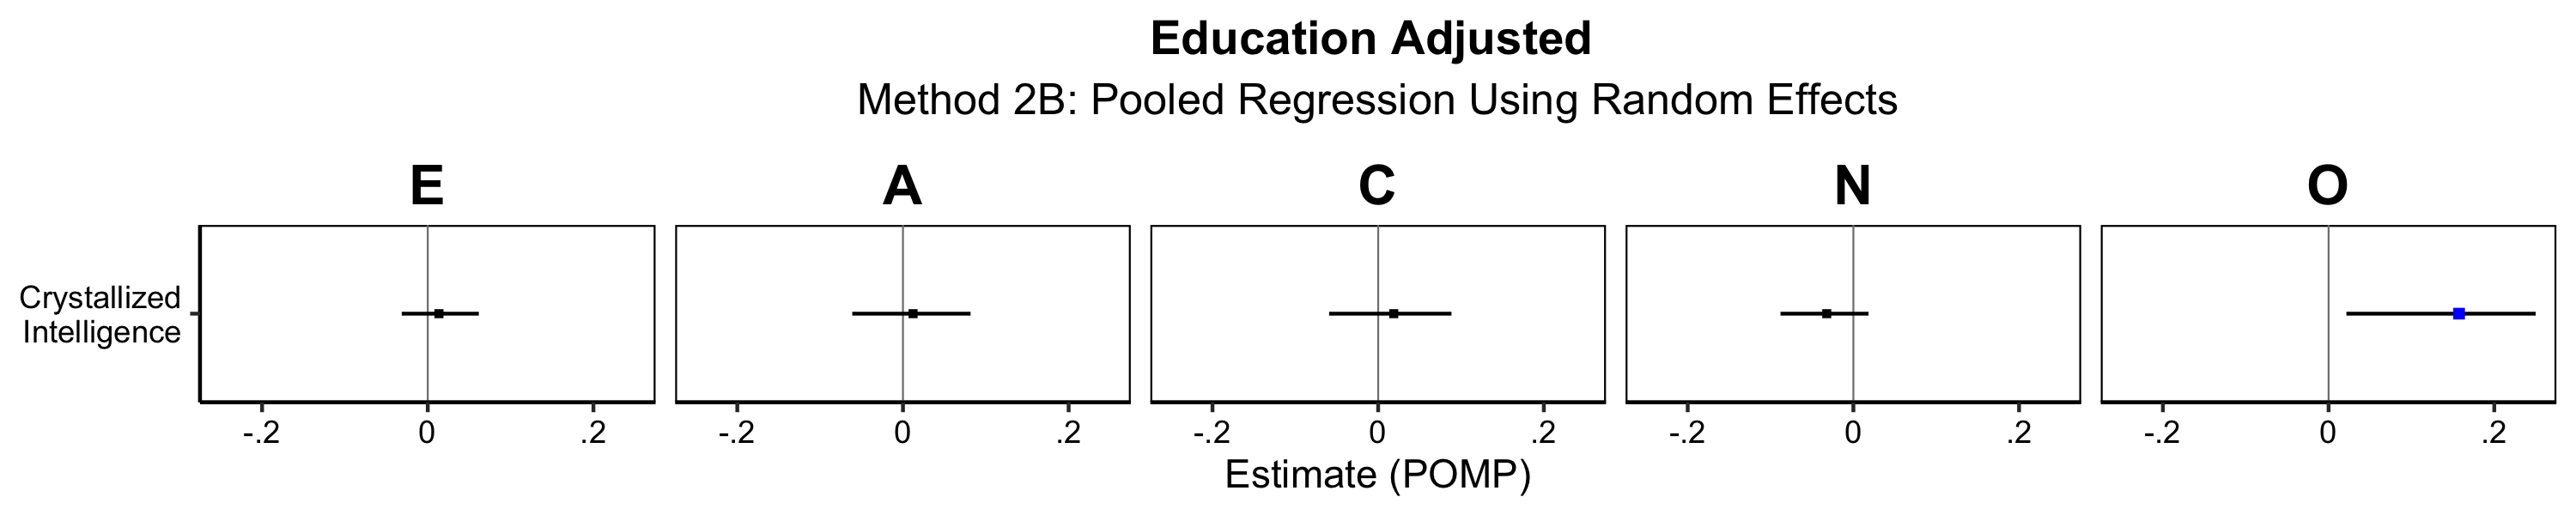 Education Adjusted
Method 2B: Pooled Regression Using Random Effects
E A C N O
Crystallized
Intelligence
-.2 0 .2 -.2 0 .2 -.2 0 .2 -.2 0 .2 -.2 0 .2
Estimate (POMP)